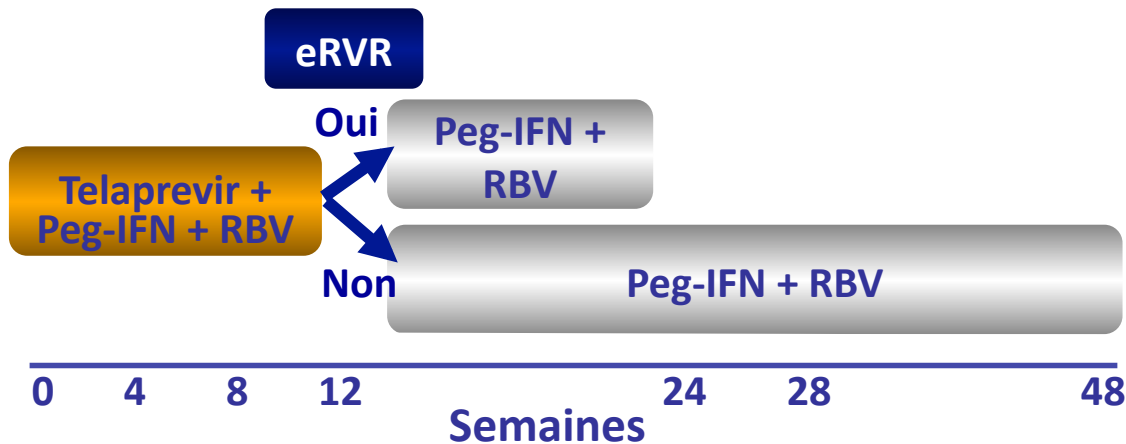 eRVR
Oui
Peg-IFN +
RBV
Telaprevir +
Peg-IFN + RBV
Non
Peg-IFN + RBV
0 4 8 12 24 28 48
Semaines